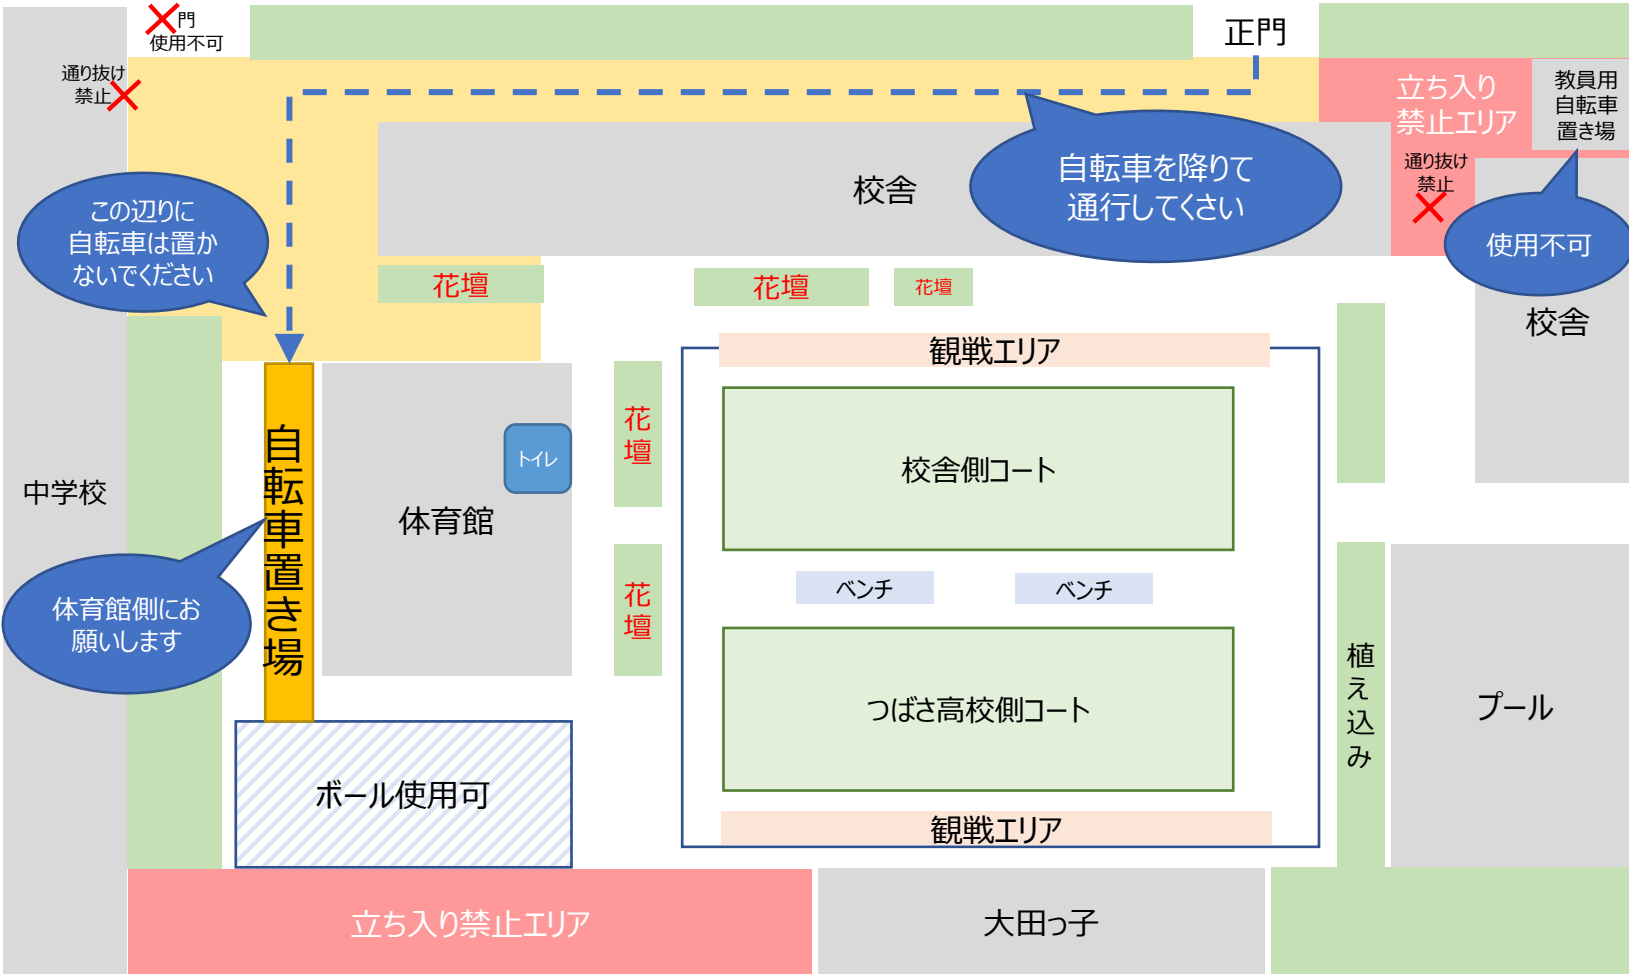 門
使用不可
正門
通り抜け
禁止
立ち入り
禁止エリア
教員用
自転車
置き場
自転車を降りて
通行してくさい
校舎
通り抜け
禁止
この辺りに
自転車は置か
ないでください
使用不可
花壇
花壇
花壇
校舎
観戦エリア
自転車置き場
花壇
トイレ
校舎側コート
中学校
体育館
ベンチ
ベンチ
体育館側にお
願いします
花壇
植え込み
つばさ高校側コート
プール
ボール使用可
観戦エリア
立ち入り禁止エリア
大田っ子